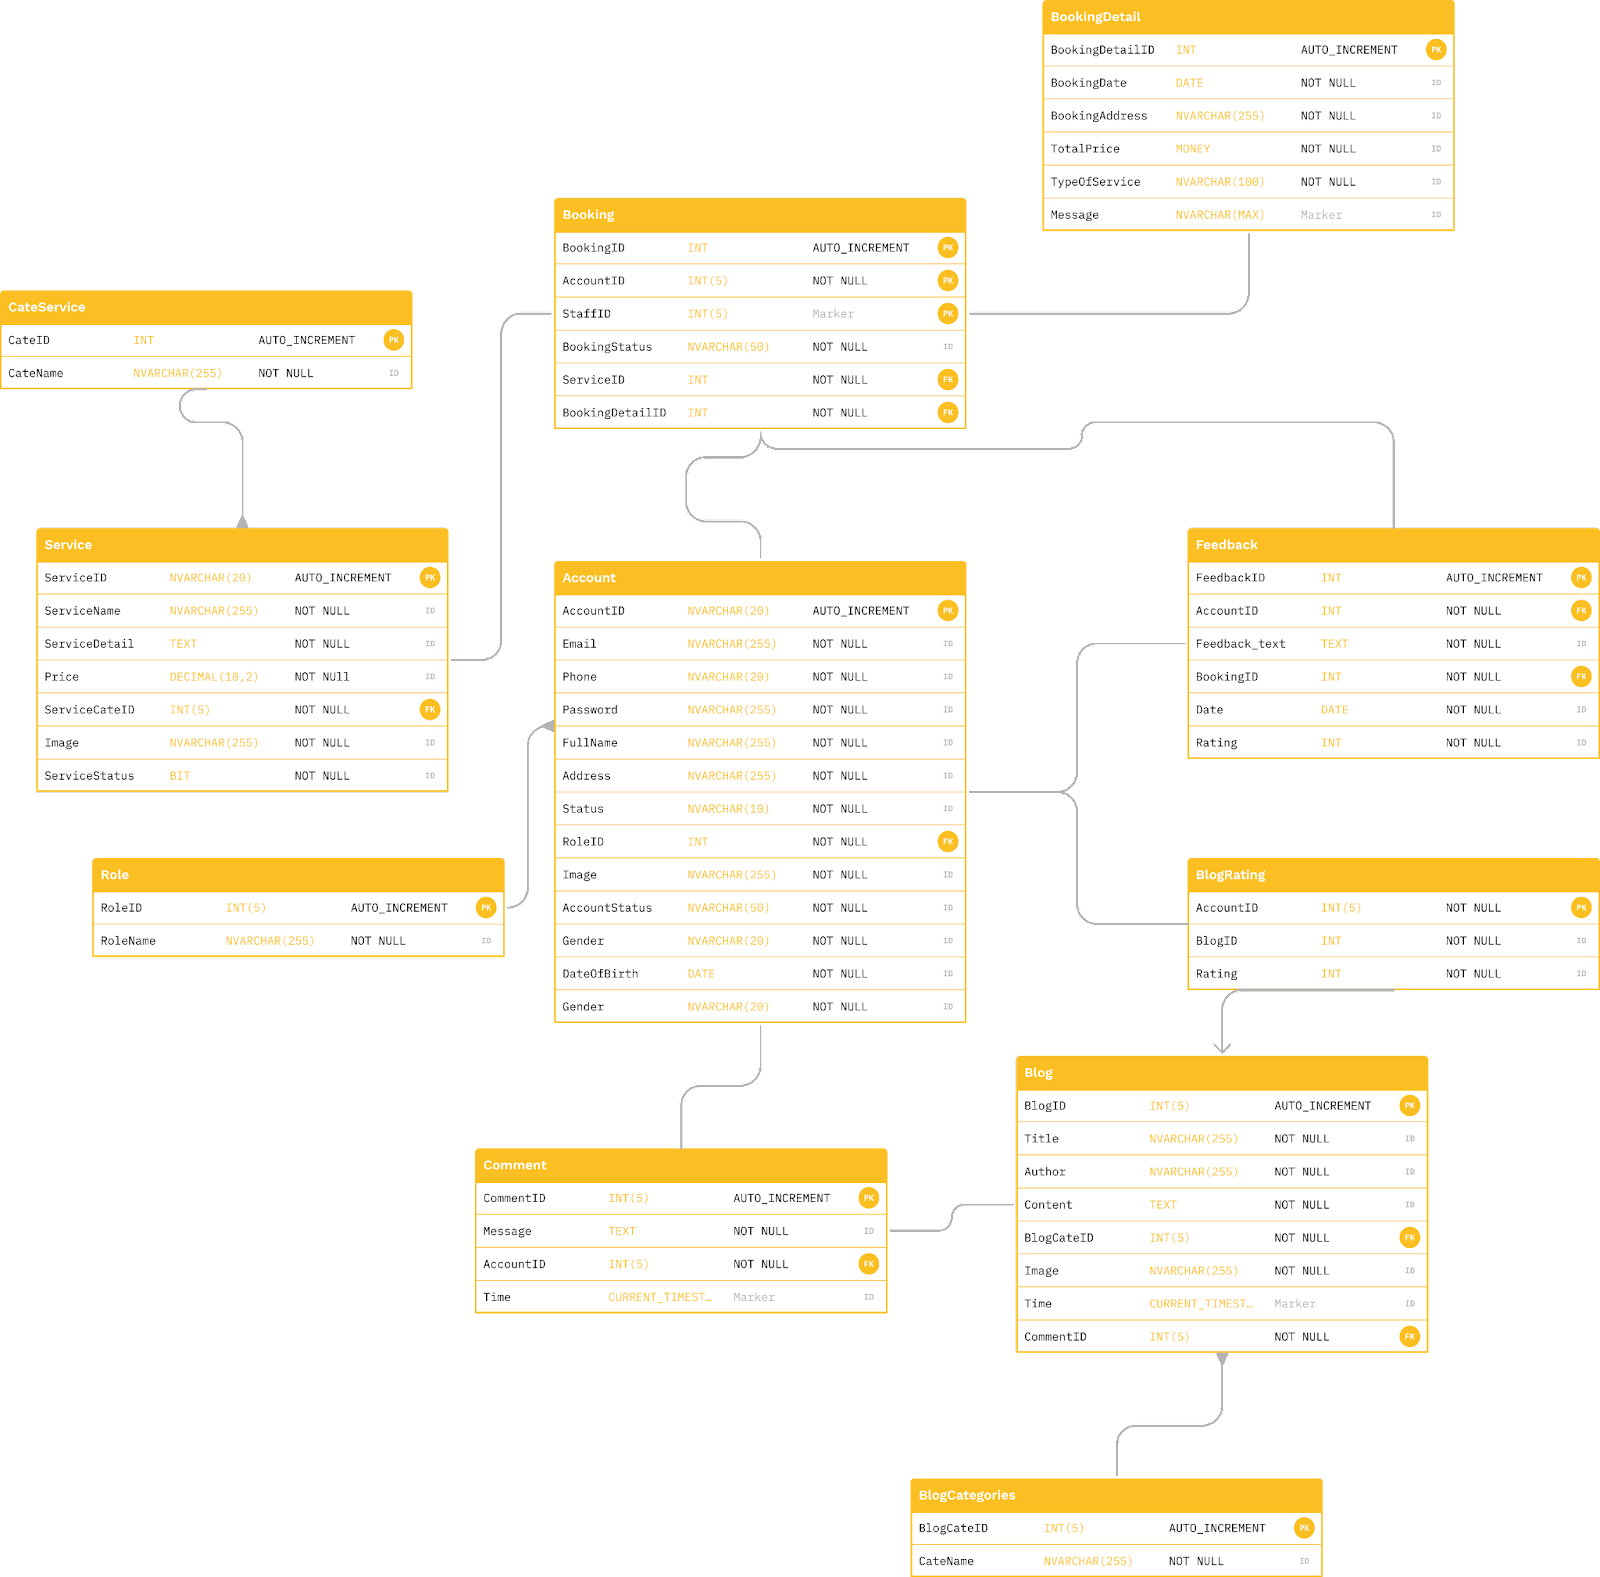 BookingDetail
BookingDetailID INT AUTO_INCREMENT PK
BookingDate DATE NOT NULL ID
BookingAddress NVARCHAR(255) NOT NULL ID
TotalPrice MONEY NOT NULL ID
TypeOfService NVARCHAR(100) NOT NULL ID
Message NVARCHAR(MAX) Marker ID
Booking
BookingID INT AUTO_INCREMENT PK
AccountID INT(5) NOT NULL PK
StaffID INT(5) Marker PK
BookingStatus NVARCHAR(50) NOT NULL ID
ServiceID INT NOT NULL FK
BookingDetailID INT NOT NULL FK
CateService
CateID INT AUTO_INCREMENT PK
CateName NVARCHAR(255) NOT NULL ID
Service
ServiceID NVARCHAR(20) AUTO_INCREMENT PK
ServiceName NVARCHAR(255) NOT NULL ID
ServiceDetail TEXT NOT NULL ID
Price DECIMAL(10,2) NOT NUll ID
ServiceCateID INT(5) NOT NULL FK
Image NVARCHAR(255) NOT NULL ID
ServiceStatus BIT NOT NULL ID
Account
AccountID NVARCHAR(20) AUTO_INCREMENT PK
Email NVARCHAR(255) NOT NULL ID
Phone NVARCHAR(20) NOT NULL ID
Password NVARCHAR(255) NOT NULL ID
FullName NVARCHAR(255) NOT NULL ID
Address NVARCHAR(255) NOT NULL ID
Status NVARCHAR(10) NOT NULL ID
RoleID INT NOT NULL FK
Image NVARCHAR(255) NOT NULL ID
AccountStatus NVARCHAR(50) NOT NULL ID
Gender NVARCHAR(20) NOT NULL ID
DateOfBirth DATE NOT NULL ID
Gender NVARCHAR(20) NOT NULL ID
Feedback
FeedbackID INT AUTO_INCREMENT PK
AccountID INT NOT NULL FK
Feedback_text TEXT NOT NULL ID
BookingID INT NOT NULL FK
Date DATE NOT NULL ID
Rating INT NOT NULL ID
Role
RoleID INT(5) AUTO_INCREMENT PK
RoleName NVARCHAR(255) NOT NULL ID
BlogRating
AccountID INT(5) NOT NULL PK
BlogID INT NOT NULL ID
Rating INT NOT NULL ID
Blog
BlogID INT(5) AUTO_INCREMENT PK
Title NVARCHAR(255) NOT NULL ID
Author NVARCHAR(255) NOT NULL ID
Content TEXT NOT NULL ID
BlogCateID INT(5) NOT NULL FK
Image NVARCHAR(255) NOT NULL ID
Time CURRENT_TIMEST… Marker ID
CommentID INT(5) NOT NULL FK
Comment
CommentID INT(5) AUTO_INCREMENT PK
Message TEXT NOT NULL ID
AccountID INT(5) NOT NULL FK
Time CURRENT_TIMEST… Marker ID
BlogCategories
BlogCateID INT(5) AUTO_INCREMENT PK
CateName NVARCHAR(255) NOT NULL ID